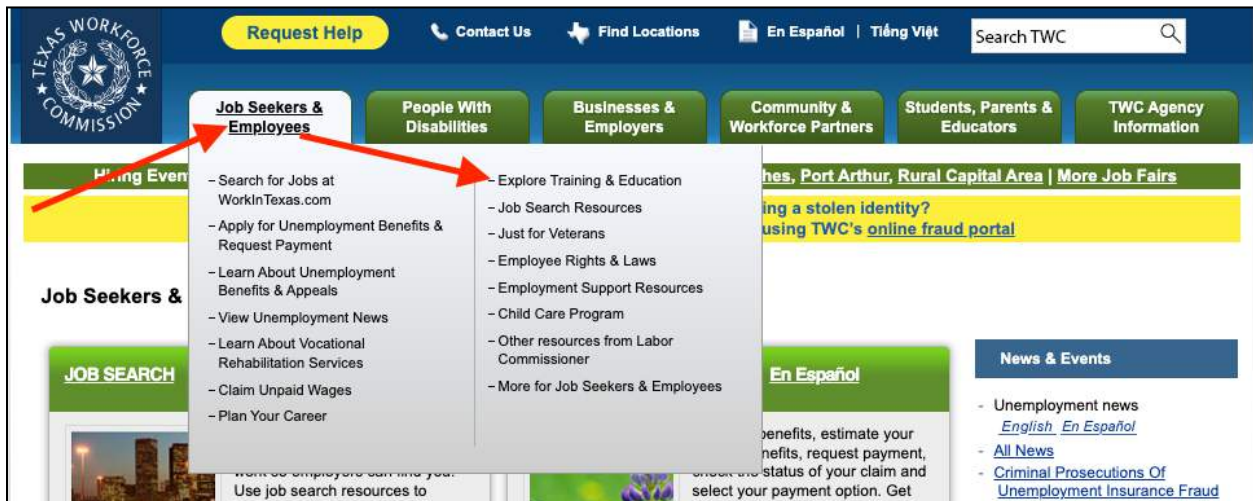 TEXAS WORKFORCE COMMISSION
Request Help
Contact Us
Find Locations
En Español | Tiếng Việt
Search TWC
Job Seekers &
Employees
People With
Disabilities
Businesses &
Employers
Community &
Workforce Partners
Students, Parents &
Educators
TWC Agency
Information
Hiring Even
hes, Port Arthur, Rural Capital Area | More Job Fairs
ing a stolen identity?
using TWC's online fraud portal
– Search for Jobs at
WorkInTexas.com
– Apply for Unemployment Benefits &
Request Payment
– Learn About Unemployment
Benefits & Appeals
– View Unemployment News
– Learn About Vocational
Rehabilitation Services
– Claim Unpaid Wages
– Plan Your Career
– Explore Training & Education
– Job Search Resources
– Just for Veterans
– Employee Rights & Laws
– Employment Support Resources
– Child Care Program
– Other resources from Labor
Commissioner
– More for Job Seekers & Employees
Job Seekers &
JOB SEARCH
Use job search resources to
En Español
benefits, estimate your
nefits, request payment,
status of your claim and
select your payment option. Get
News & Events
- Unemployment news
English En Español
- All News
- Criminal Prosecutions Of
Unemployment Insurance Fraud